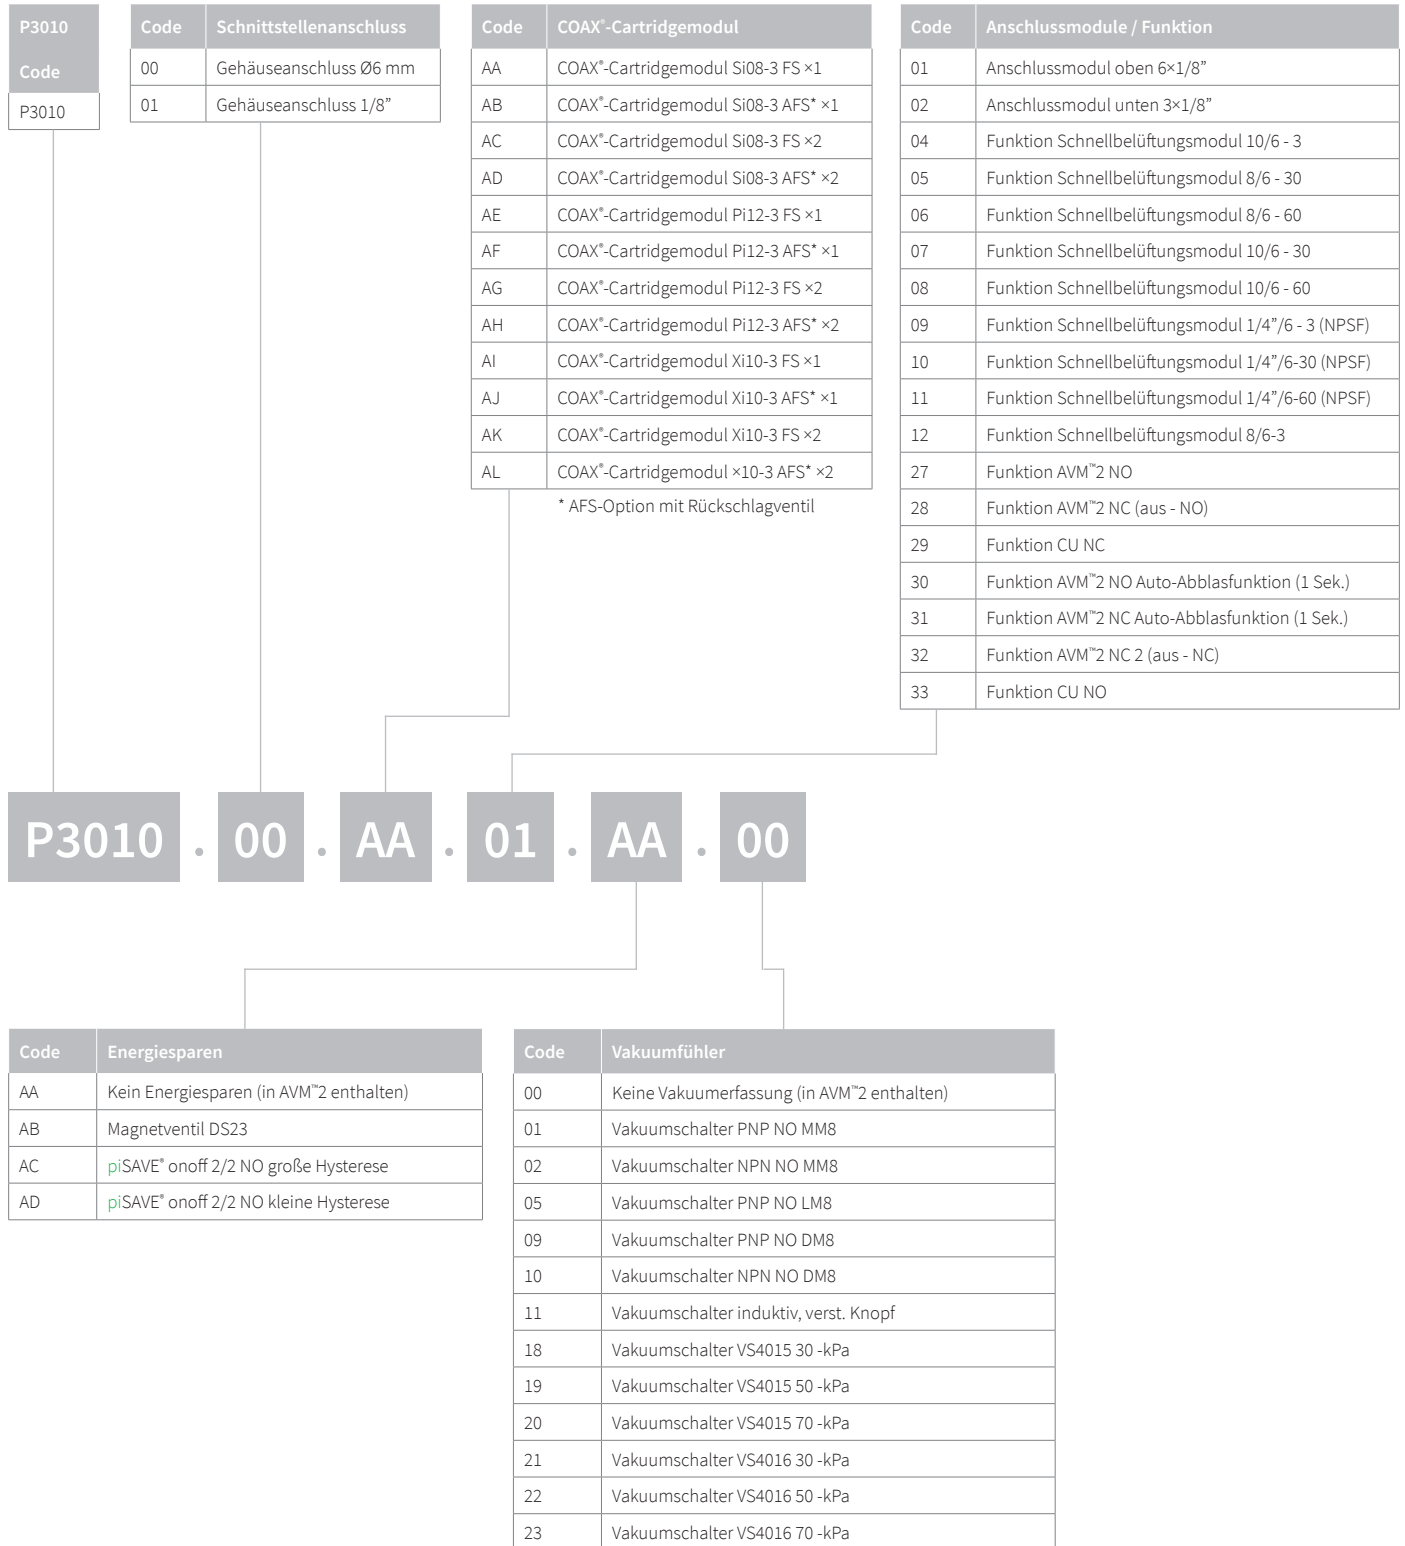 P3010
Code
P3010
Code Schnittstellenanschluss
00 Gehäuseanschluss Ø6 mm
01 Gehäuseanschluss 1/8”
Code COAX®-Cartridgemodul
AA COAX®-Cartridgemodul Si08-3 FS ×1
AB COAX®-Cartridgemodul Si08-3 AFS* ×1
AC COAX®-Cartridgemodul Si08-3 FS ×2
AD COAX®-Cartridgemodul Si08-3 AFS* ×2
AE COAX®-Cartridgemodul Pi12-3 FS ×1
AF COAX®-Cartridgemodul Pi12-3 AFS* ×1
AG COAX®-Cartridgemodul Pi12-3 FS ×2
AH COAX®-Cartridgemodul Pi12-3 AFS* ×2
AI COAX®-Cartridgemodul Xi10-3 FS ×1
AJ COAX®-Cartridgemodul Xi10-3 AFS* ×1
AK COAX®-Cartridgemodul Xi10-3 FS ×2
AL COAX®-Cartridgemodul ×10-3 AFS* ×2
* AFS-Option mit Rückschlagventil
Code Anschlussmodule / Funktion
01 Anschlussmodul oben 6×1/8”
02 Anschlussmodul unten 3×1/8”
04 Funktion Schnellbelüftungsmodul 10/6 - 3
05 Funktion Schnellbelüftungsmodul 8/6 - 30
06 Funktion Schnellbelüftungsmodul 8/6 - 60
07 Funktion Schnellbelüftungsmodul 10/6 - 30
08 Funktion Schnellbelüftungsmodul 10/6 - 60
09 Funktion Schnellbelüftungsmodul 1/4”/6 - 3 (NPSF)
10 Funktion Schnellbelüftungsmodul 1/4”/6-30 (NPSF)
11 Funktion Schnellbelüftungsmodul 1/4”/6-60 (NPSF)
12 Funktion Schnellbelüftungsmodul 8/6-3
27 Funktion AVM™2 NO
28 Funktion AVM™2 NC (aus - NO)
29 Funktion CU NC
30 Funktion AVM™2 NO Auto-Abblasfunktion (1 Sek.)
31 Funktion AVM™2 NC Auto-Abblasfunktion (1 Sek.)
32 Funktion AVM™2 NC 2 (aus - NC)
33 Funktion CU NO
P3010 . 00 . AA . 01 . AA . 00
Code Energiesparen
AA Kein Energiesparen (in AVM™2 enthalten)
AB Magnetventil DS23
AC piSAVE® onoff 2/2 NO große Hysterese
AD piSAVE® onoff 2/2 NO kleine Hysterese
Code Vakuumfühler
00 Keine Vakuumerfassung (in AVM™2 enthalten)
01 Vakuumschalter PNP NO MM8
02 Vakuumschalter NPN NO MM8
05 Vakuumschalter PNP NO LM8
09 Vakuumschalter PNP NO DM8
10 Vakuumschalter NPN NO DM8
11 Vakuumschalter induktiv, verst. Knopf
18 Vakuumschalter VS4015 30 -kPa
19 Vakuumschalter VS4015 50 -kPa
20 Vakuumschalter VS4015 70 -kPa
21 Vakuumschalter VS4016 30 -kPa
22 Vakuumschalter VS4016 50 -kPa
23 Vakuumschalter VS4016 70 -kPa